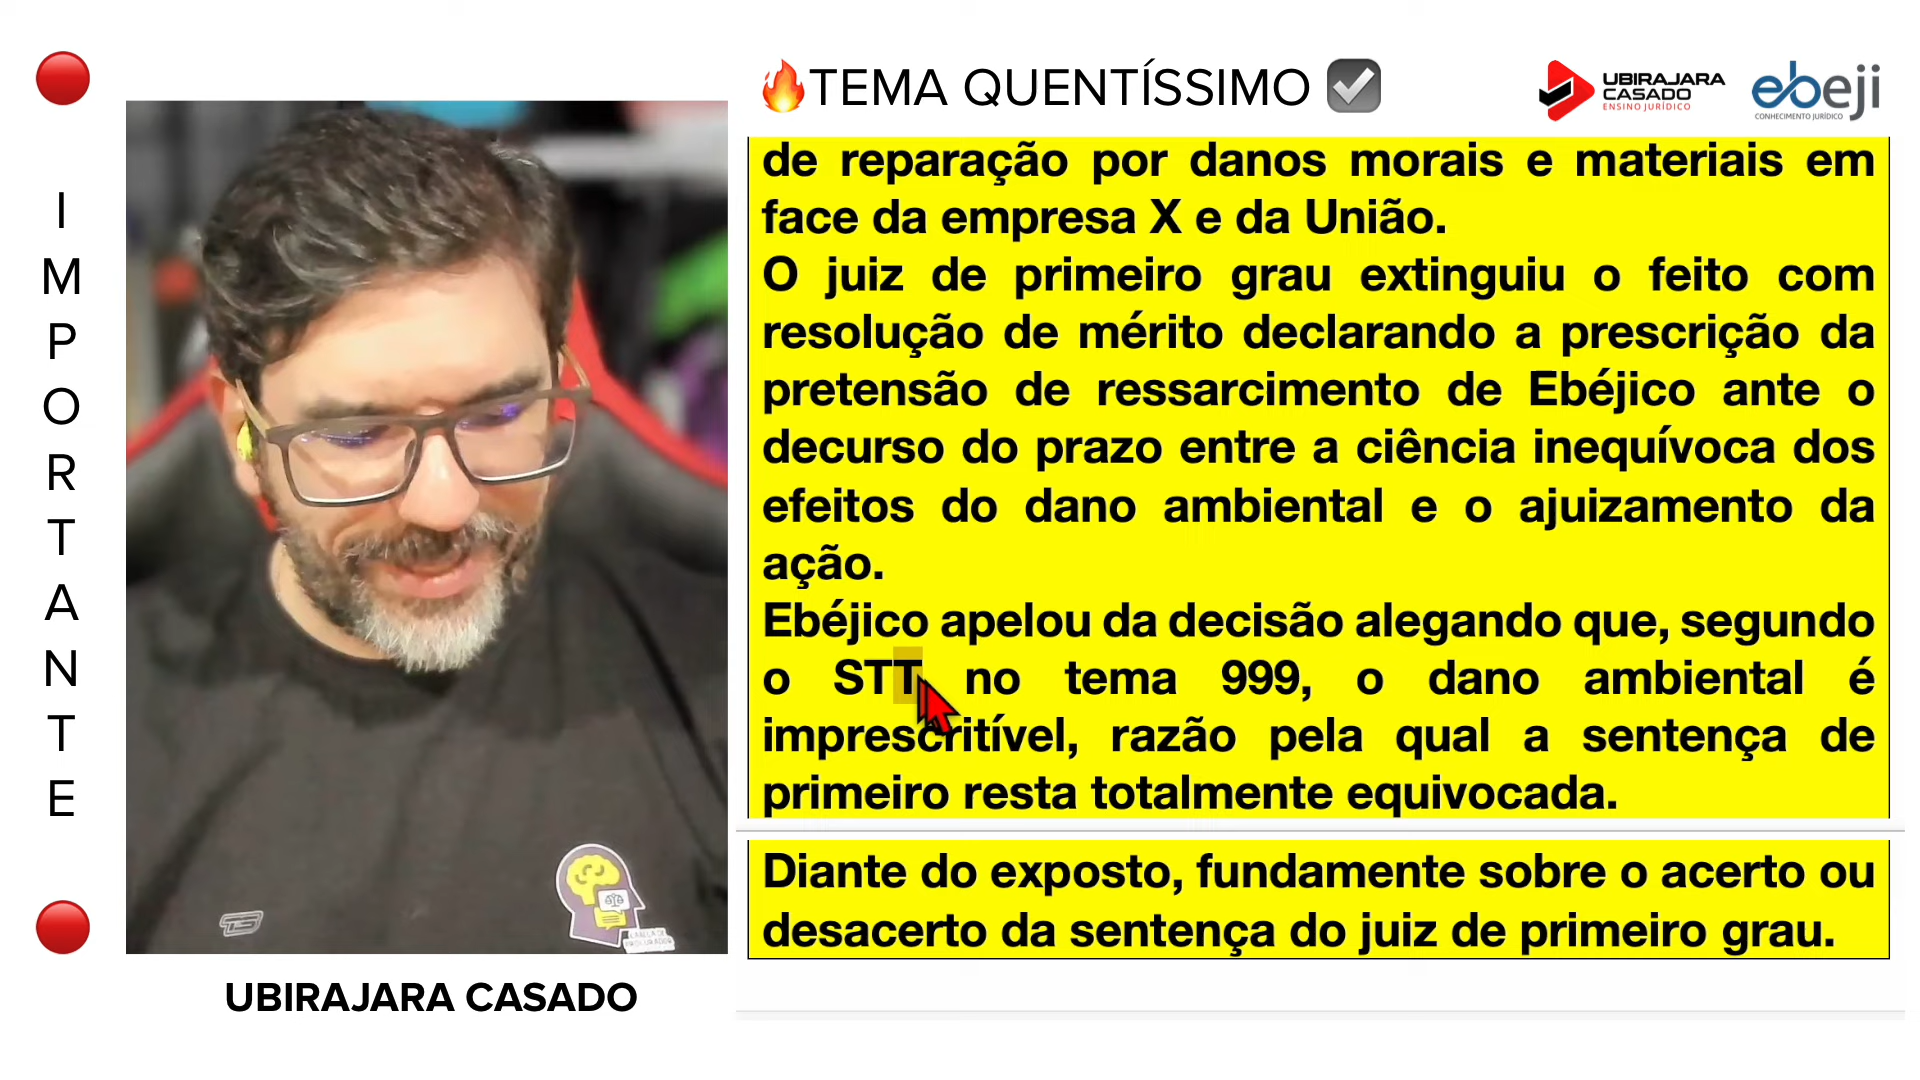 🔥TEMA QUENTÍSSIMO ☑
UBIRAJARA
CASADO
ENSINO JURÍDICO
ebeji
CONHECIMENTO JURÍDICO
IMPORTANTE
de reparação por danos morais e materiais em
face da empresa X e da União.
O juiz de primeiro grau extinguiu o feito com
resolução de mérito declarando a prescrição da
pretensão de ressarcimento de Ebéjico ante o
decurso do prazo entre a ciência inequívoca dos
efeitos do dano ambiental e o ajuizamento da
ação.
Ebéjico apelou da decisão alegando que, segundo
o STT no tema 999, o dano ambiental é
imprescritível, razão pela qual a sentença de
primeiro resta totalmente equivocada.
Diante do exposto, fundamente sobre o acerto ou
desacerto da sentença do juiz de primeiro grau.
UBIRAJARA CASADO